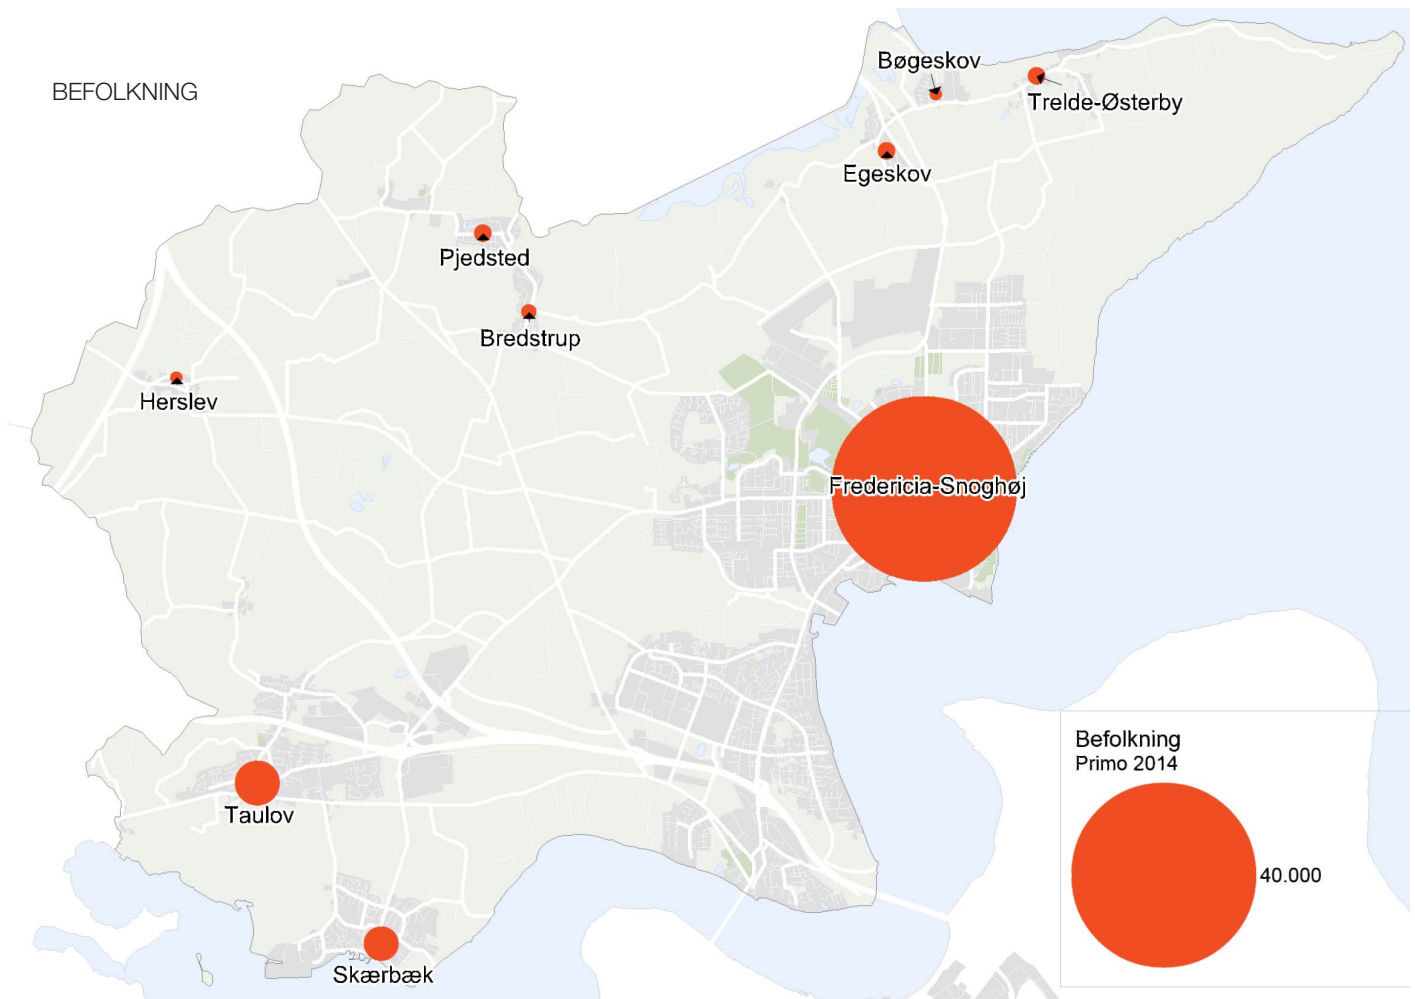 BEFOLKNING
Bøgeskov
Trelde-Østerby
Egeskov
Pjedsted
Bredstrup
Herslev
Fredericia-Snoghøj
Taulov
Skærbæk
Befolkning
Primo 2014
40.000